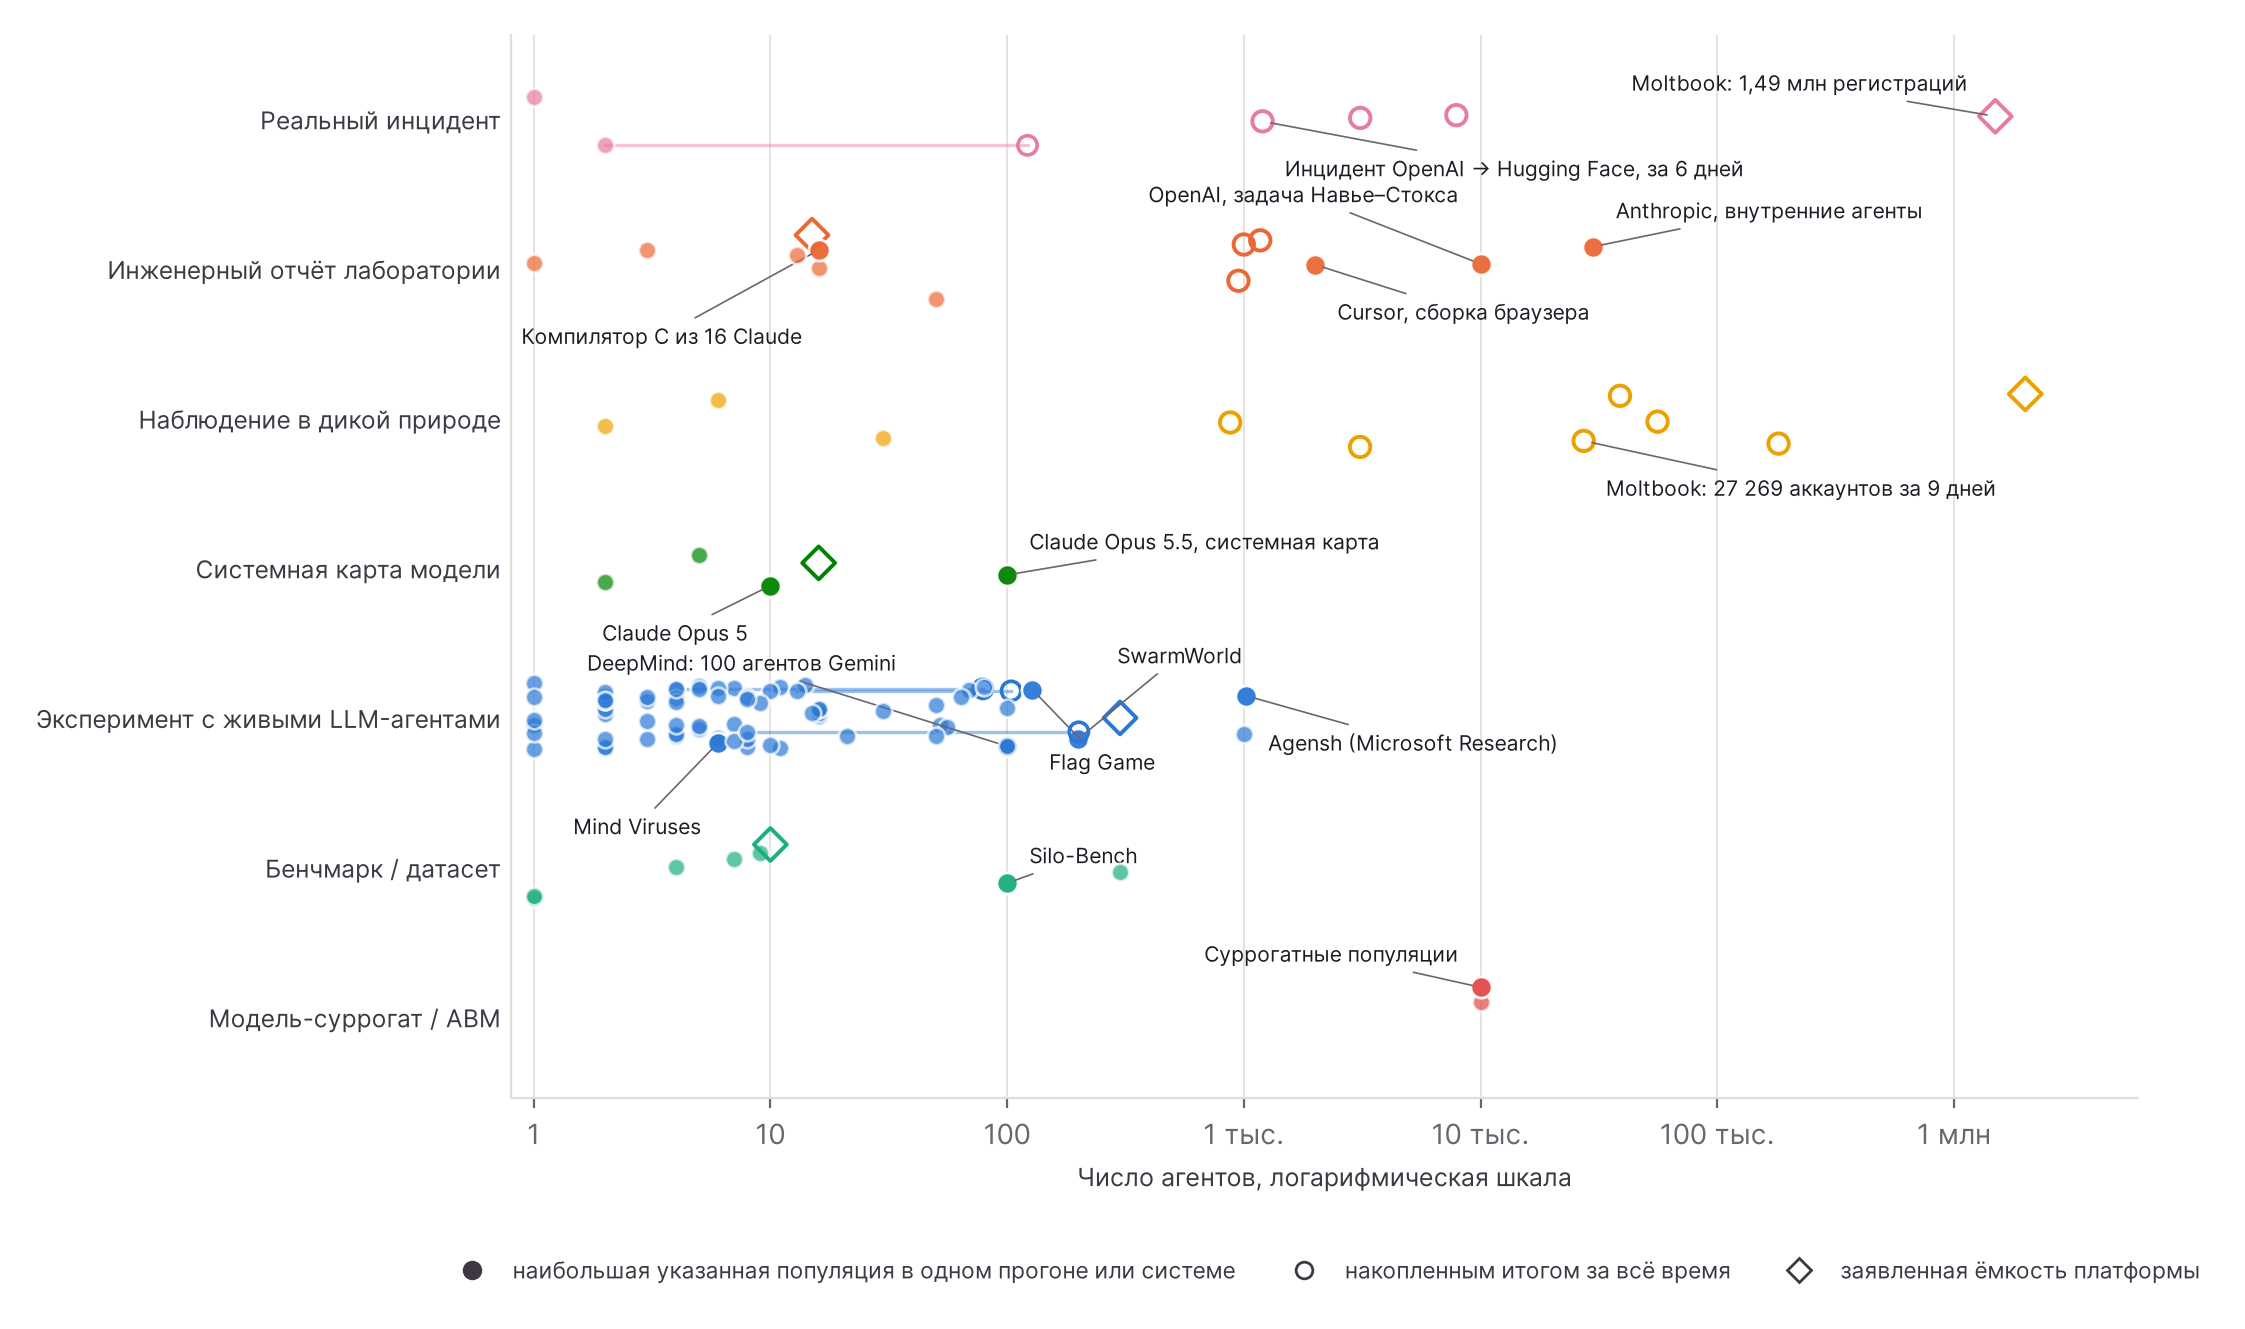 Moltbook: 1,49 млн регистраций
Реальный инцидент
Инцидент OpenAI → Hugging Face, за 6 дней
OpenAI, задача Навье–Стокса
Anthropic, внутренние агенты
Инженерный отчёт лаборатории
Cursor, сборка браузера
Компилятор C из 16 Claude
Наблюдение в дикой природе
Moltbook: 27 269 аккаунтов за 9 дней
Claude Opus 5.5, системная карта
Системная карта модели
Claude Opus 5
DeepMind: 100 агентов Gemini
SwarmWorld
Эксперимент с живыми LLM-агентами
Agensh (Microsoft Research)
Flag Game
Mind Viruses
Silo-Bench
Бенчмарк / датасет
Суррогатные популяции
Модель-суррогат / ABM
1 10 100 1 тыс. 10 тыс. 100 тыс. 1 млн
Число агентов, логарифмическая шкала
наибольшая указанная популяция в одном прогоне или системе накопленным итогом за всё время заявленная ёмкость платформы